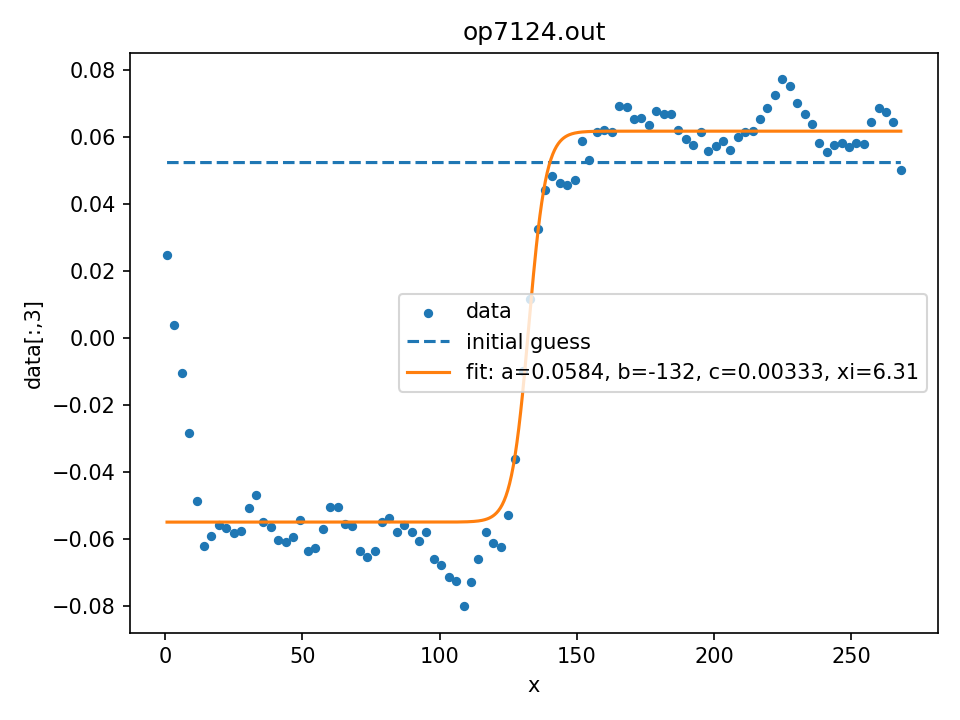 op7124.out
data[:,3]
0.08
0.06
0.04
0.02
0.00
−0.02
−0.04
−0.06
−0.08
data
initial guess
fit: a=0.0584, b=-132, c=0.00333, xi=6.31
0 50 100 150 200 250
x